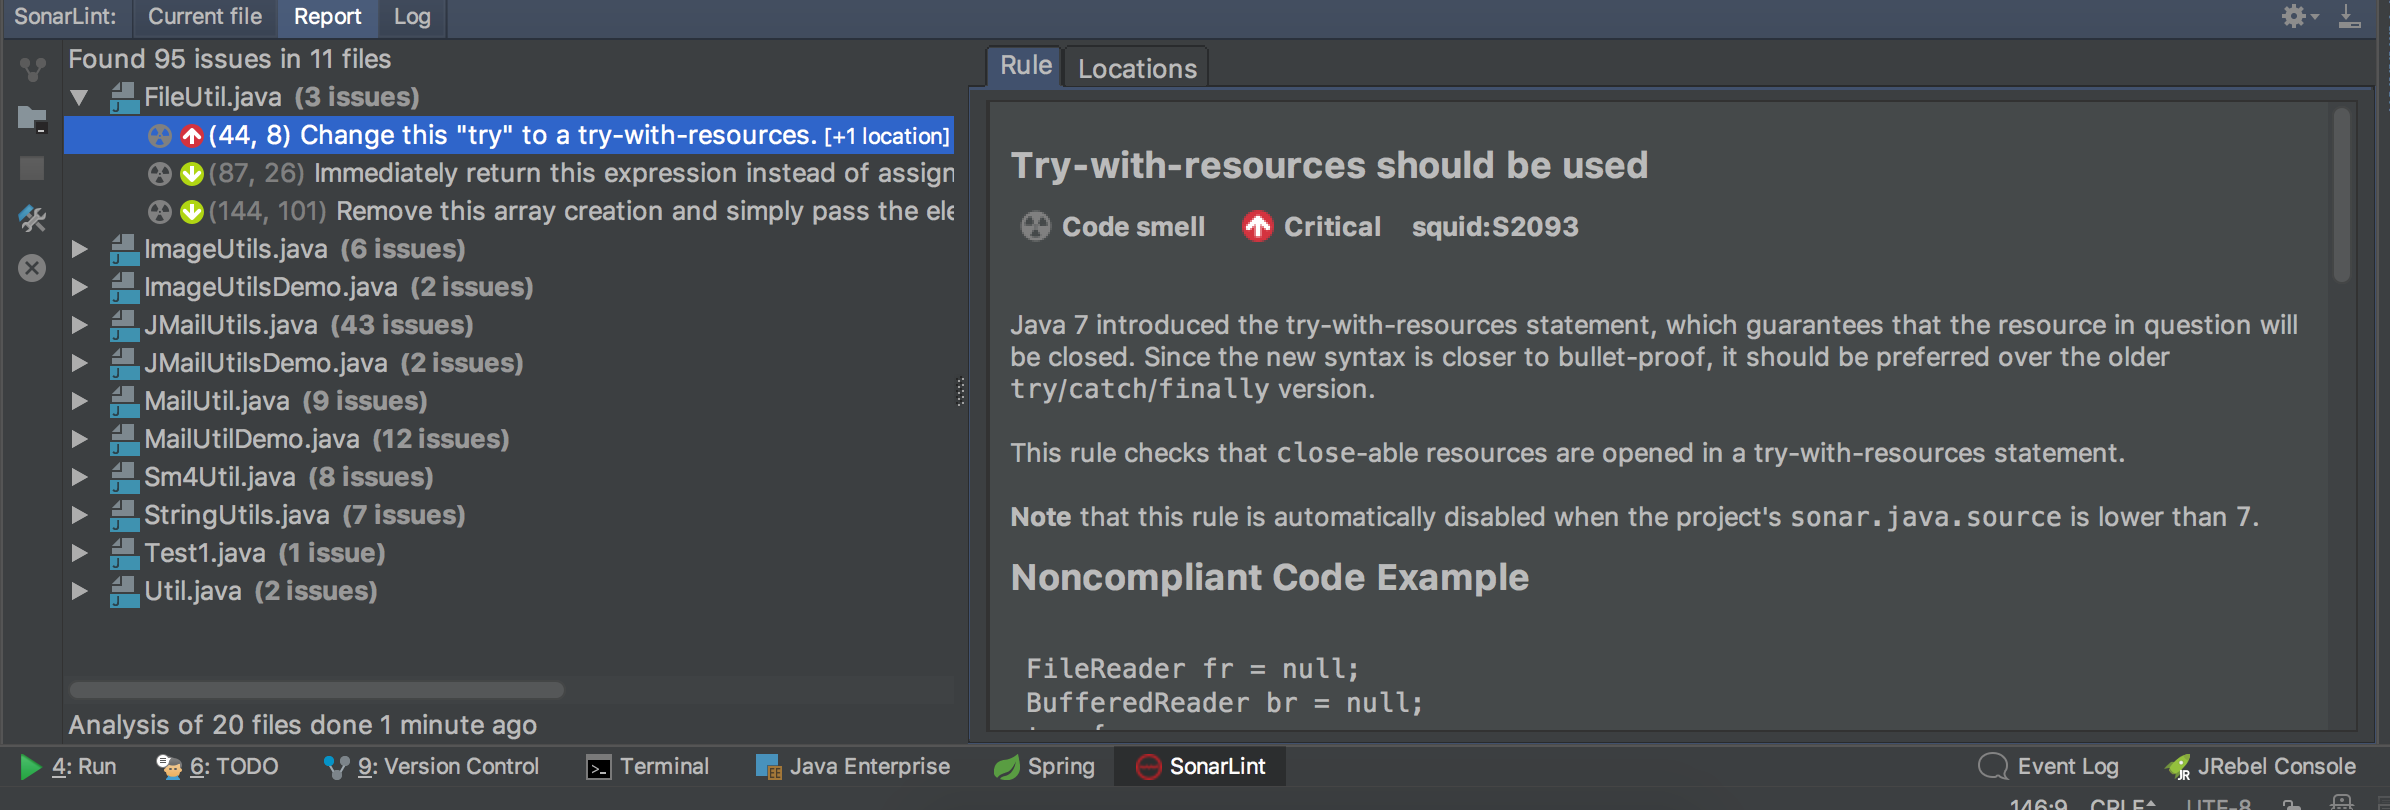 SonarLint: Current file Report Log
Found 95 issues in 11 files
FileUtil.java (3 issues)
(44, 8) Change this "try" to a try-with-resources. [+1 location]
(87, 26) Immediately return this expression instead of assign
(144, 101) Remove this array creation and simply pass the ele
ImageUtils.java (6 issues)
ImageUtilsDemo.java (2 issues)
JMailUtils.java (43 issues)
JMailUtilsDemo.java (2 issues)
MailUtil.java (9 issues)
MailUtilDemo.java (12 issues)
Sm4Util.java (8 issues)
StringUtils.java (7 issues)
Test1.java (1 issue)
Util.java (2 issues)
Analysis of 20 files done 1 minute ago
Rule Locations
Try-with-resources should be used
Code smell Critical squid:S2093
Java 7 introduced the try-with-resources statement, which guarantees that the resource in question will
be closed. Since the new syntax is closer to bullet-proof, it should be preferred over the older
try/catch/finally version.
This rule checks that close-able resources are opened in a try-with-resources statement.
Note that this rule is automatically disabled when the project's sonar.java.source is lower than 7.
Noncompliant Code Example
FileReader fr = null;
BufferedReader br = null;
4: Run 6: TODO 9: Version Control Terminal Java Enterprise Spring SonarLint Event Log JRebel Console
146:9 CRLF UTF-8